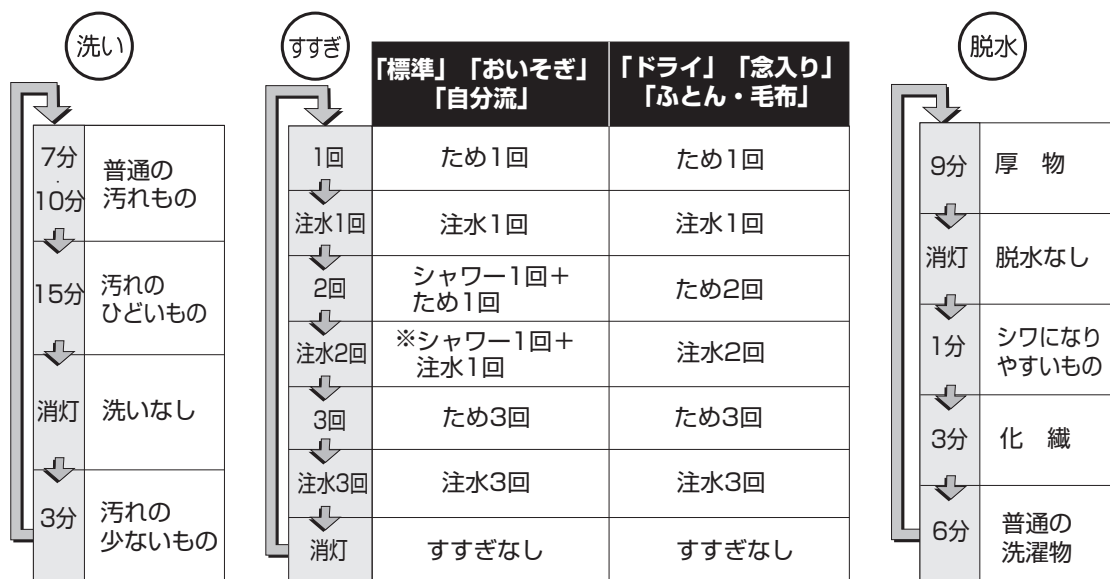 洗い
7分
・
10分
普通の
汚れもの
15分
汚れの
ひどいもの
消灯
洗いなし
3分
汚れの
少ないもの
すすぎ
「標準」「おいそぎ」
「自分流」
「ドライ」「念入り」
「ふとん・毛布」
1回
ため1回
ため1回
注水1回
注水1回
注水1回
2回
シャワー1回＋
ため1回
ため2回
注水2回
※シャワー1回＋
注水1回
注水2回
3回
ため3回
ため3回
注水3回
注水3回
注水3回
消灯
すすぎなし
すすぎなし
脱水
9分
厚　物
消灯
脱水なし
1分
シワになり
やすいもの
3分
化　繊
6分
普通の
洗濯物